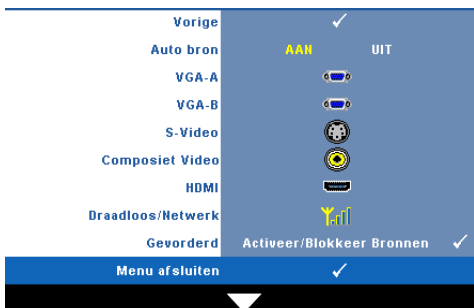 Vorige
Auto bron AAN UIT
VGA-A
VGA-B
S-Video
Composiet Video
HDMI
Draadloos/Netwerk
Gevorderd Activeer/Blokkeer Bronnen
Menu afsluiten